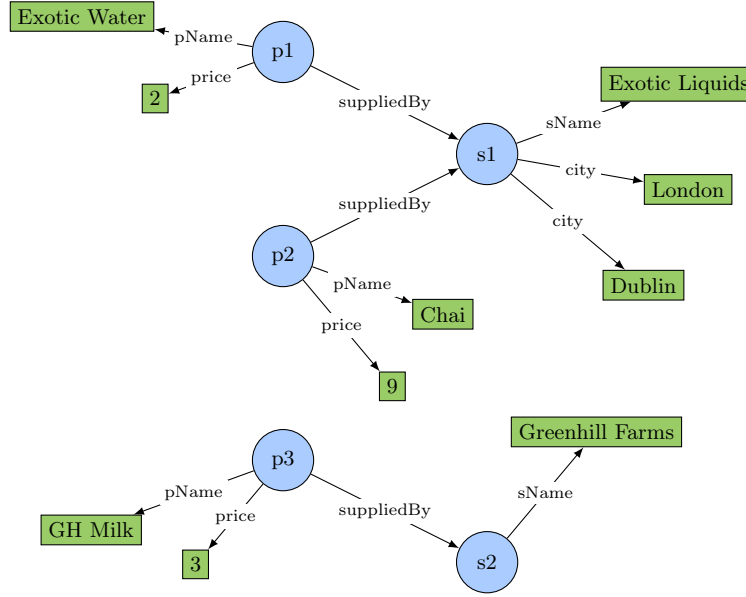 Exotic Water
pName
p1
price
2
suppliedBy
Exotic Liquids
sName
s1
city
London
suppliedBy
city
p2
Dublin
pName
Chai
price
9
Greenhill Farms
p3
pName
sName
suppliedBy
price
GH Milk
3
s2